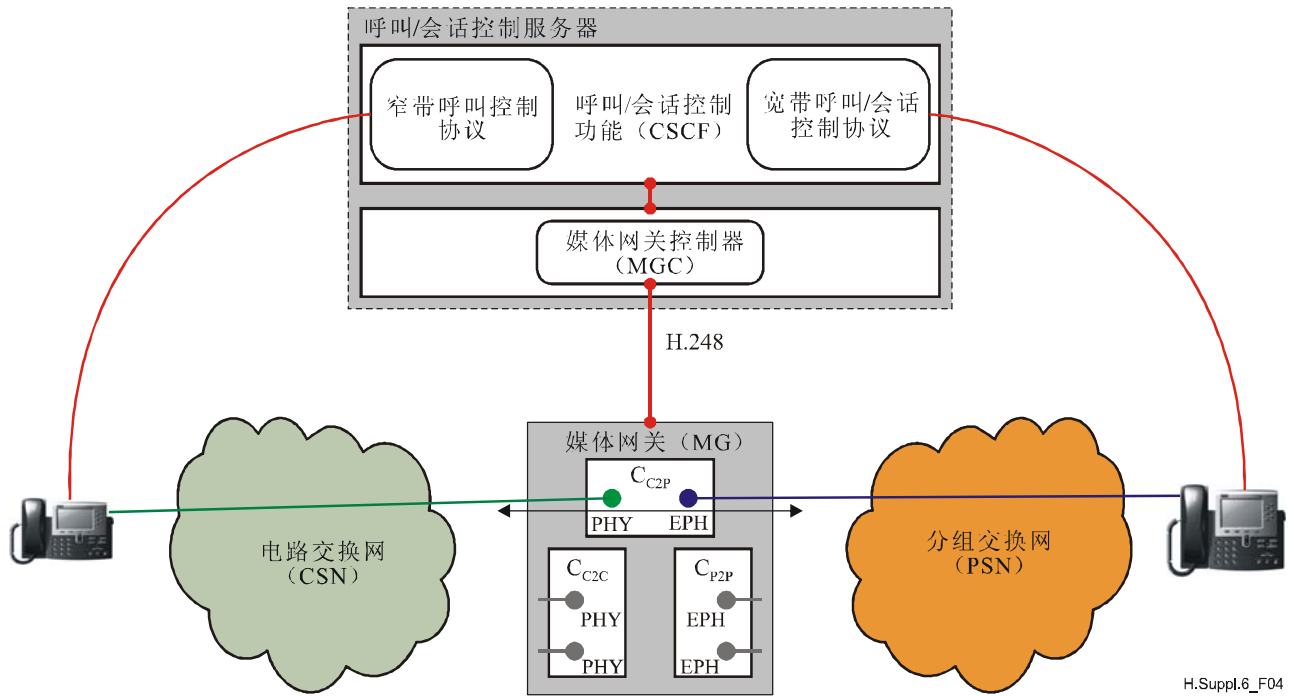 呼叫/会话控制服务器
窄带呼叫控制
协议
呼叫/会话控制
功能（CSCF）
宽带呼叫/会话
控制协议
媒体网关控制器
（MGC）
H.248
媒体网关（MG）
C_C2P
PHY
EPH
电路交换网
（CSN）
C_C2C
PHY
PHY
C_P2P
EPH
EPH
分组交换网
（PSN）
H.Suppl.6_F04